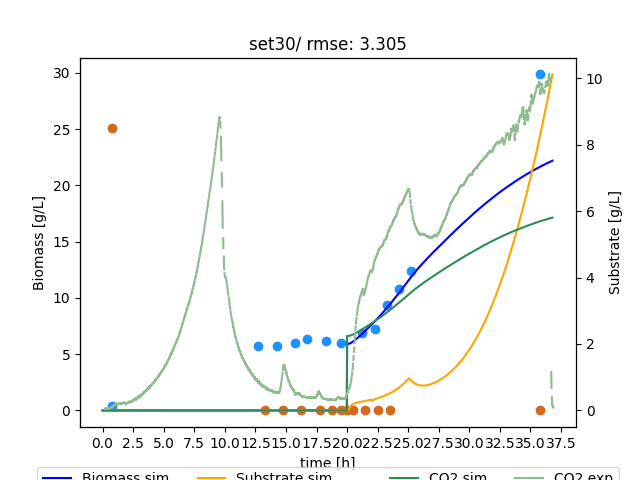 set30/ rmse: 3.305
30
25
20
15
10
5
0
Biomass [g/L]
10
8
6
4
2
0
Substrate [g/L]
0.0 2.5 5.0 7.5 10.0 12.5 15.0 17.5 20.0 22.5 25.0 27.5 30.0 32.5 35.0 37.5
time [h]
Biomass sim Substrate sim CO2 sim CO2 exp